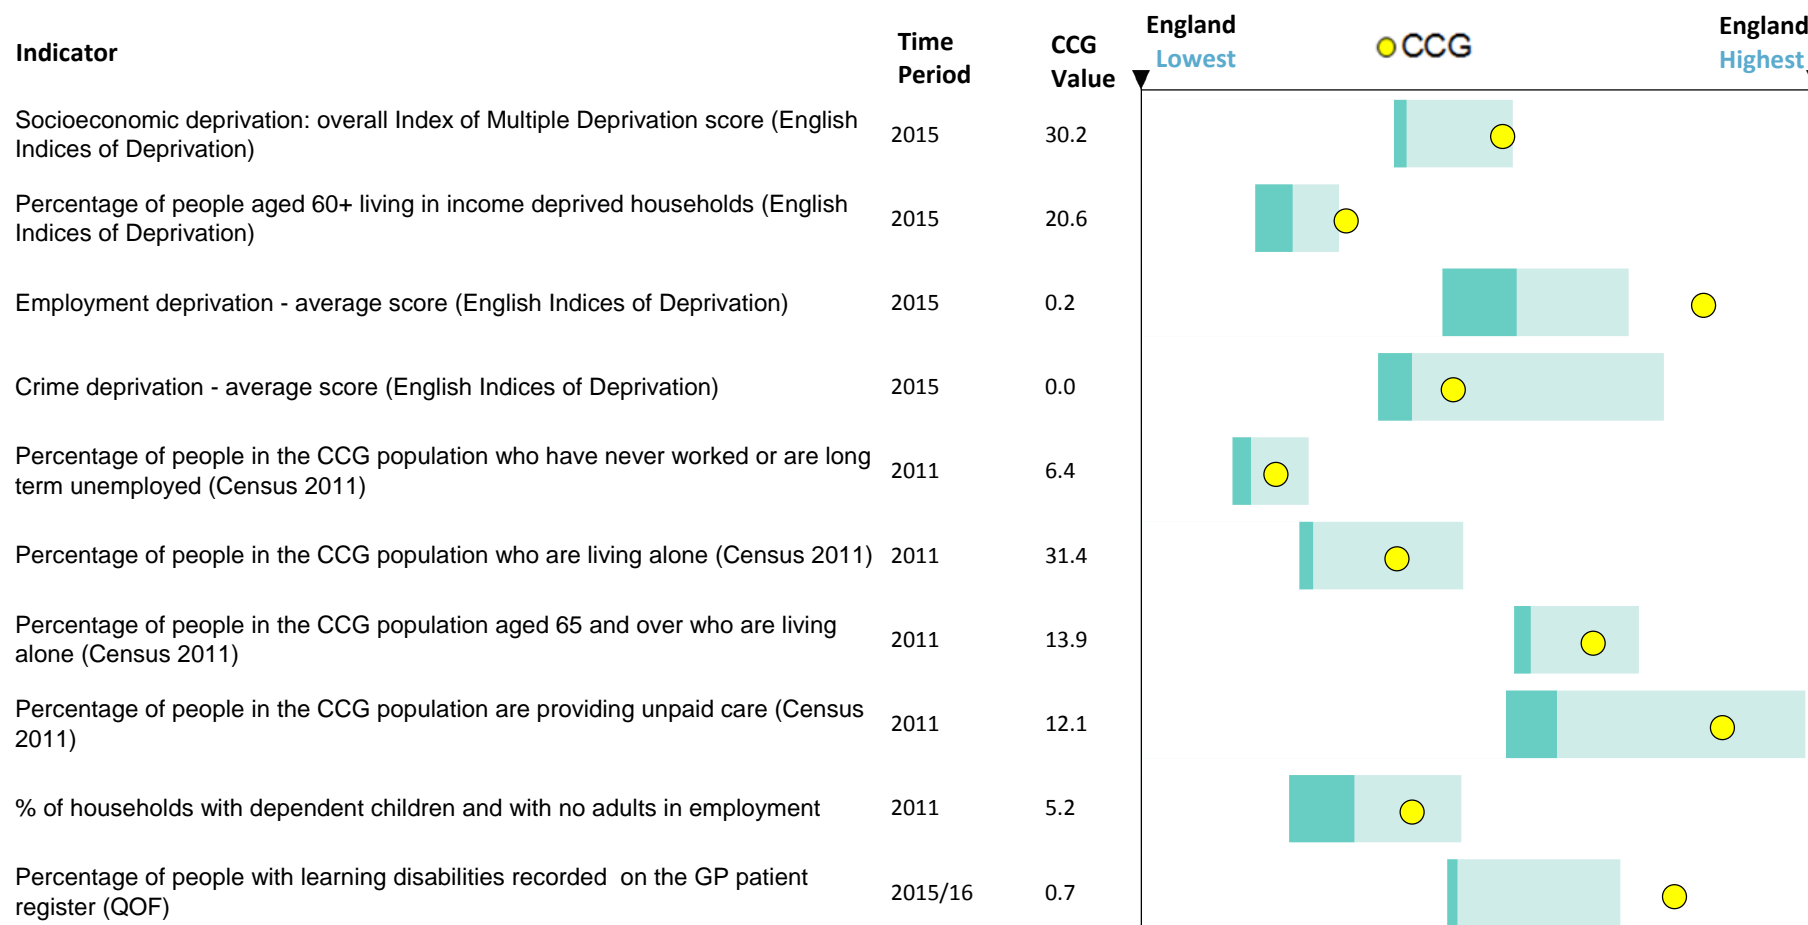 Indicator
Time
Period
CCG
Value
England
Lowest
CCG
England
Highest
Socioeconomic deprivation: overall Index of Multiple Deprivation score (English
Indices of Deprivation)
2015
30.2
Percentage of people aged 60+ living in income deprived households (English
Indices of Deprivation)
2015
20.6
Employment deprivation - average score (English Indices of Deprivation)
2015
0.2
Crime deprivation - average score (English Indices of Deprivation)
2015
0.0
Percentage of people in the CCG population who have never worked or are long
term unemployed (Census 2011)
2011
6.4
Percentage of people in the CCG population who are living alone (Census 2011)
2011
31.4
Percentage of people in the CCG population aged 65 and over who are living
alone (Census 2011)
2011
13.9
Percentage of people in the CCG population are providing unpaid care (Census
2011)
2011
12.1
% of households with dependent children and with no adults in employment
2011
5.2
Percentage of people with learning disabilities recorded  on the GP patient
register (QOF)
2015/16
0.7